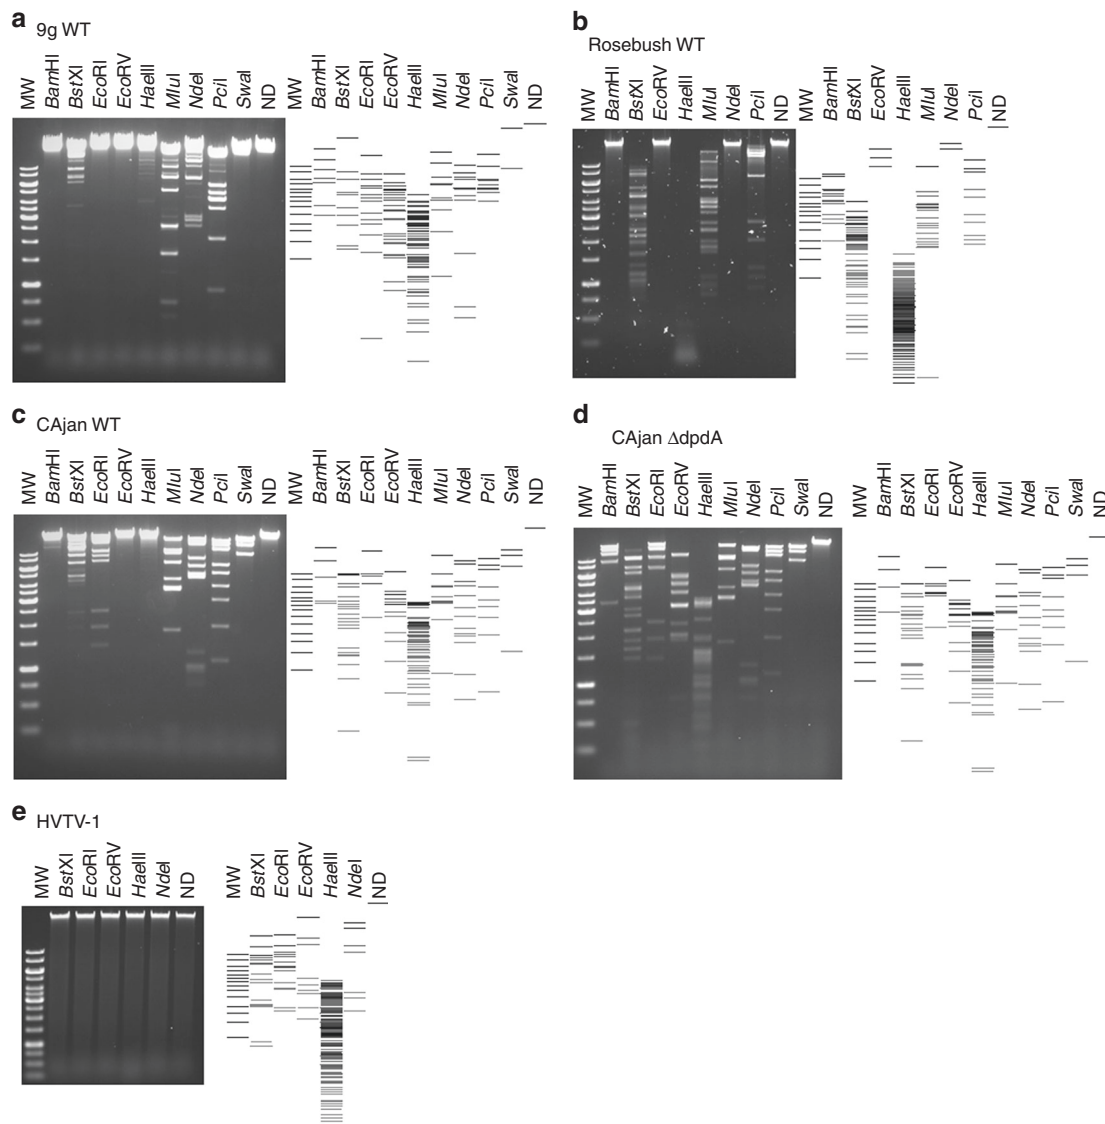 a 9g WT
MW BamHI BstXI EcoRI EcoRV HaeIII MluI NdeI PciI SwaI ND MW BamHI BstXI EcoRI EcoRV HaeIII MluI NdeI PciI SwaI ND
b Rosebush WT
MW BamHI BstXI EcoRV HaeIII MluI NdeI PciI ND MW BamHI BstXI EcoRV HaeIII MluI NdeI PciI ND
c CAjan WT
MW BamHI BstXI EcoRI EcoRV HaeIII MluI NdeI PciI SwaI ND MW BamHI BstXI EcoRI EcoRV HaeIII MluI NdeI PciI SwaI ND
d CAjan ΔdpdA
MW BamHI BstXI EcoRI EcoRV HaeIII MluI NdeI PciI SwaI ND MW BamHI BstXI EcoRI EcoRV HaeIII MluI NdeI PciI SwaI ND
e HVTV-1
MW BstXI EcoRI EcoRV HaeIII NdeI ND MW BstXI EcoRI EcoRV HaeIII NdeI ND